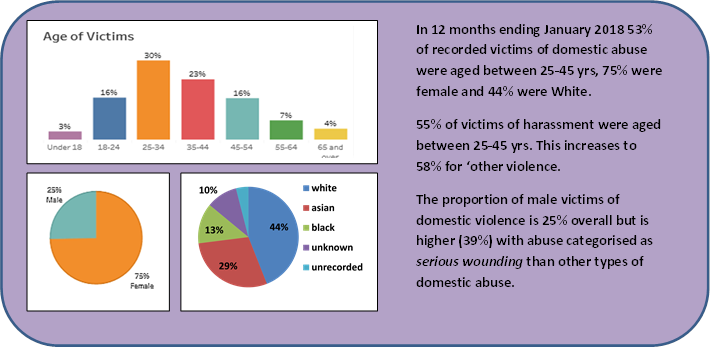 Age of Victims
3%
16%
30%
23%
16%
7%
4%
Under 18
18-24
25-34
35-44
45-54
55-64
65 and
25%
Male
75%
Female
10%
13%
29%
44%
white
asian
black
unknown
unrecorded
In 12 months ending January 2018 53%
of recorded victims of domestic abuse
were aged between 25-45 yrs, 75% were
female and 44% were White.
55% of victims of harassment were aged
between 25-45 yrs. This increases to
58% for ‘other violence.
The proportion of male victims of
domestic violence is 25% overall but is
higher (39%) with abuse categorised as
serious wounding than other types of
domestic abuse.